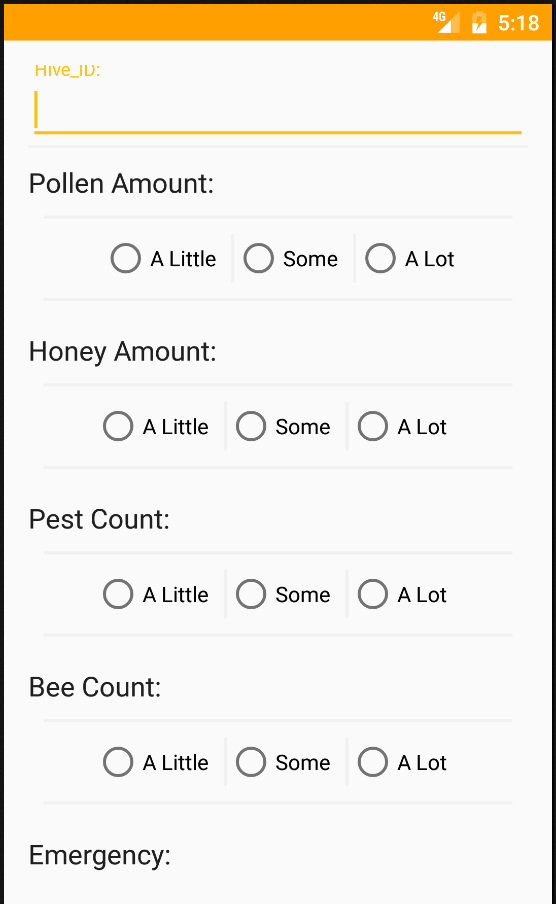 4G 5:18
Hive_ID:
Pollen Amount:
A Little Some A Lot
Honey Amount:
A Little Some A Lot
Pest Count:
A Little Some A Lot
Bee Count:
A Little Some A Lot
Emergency: